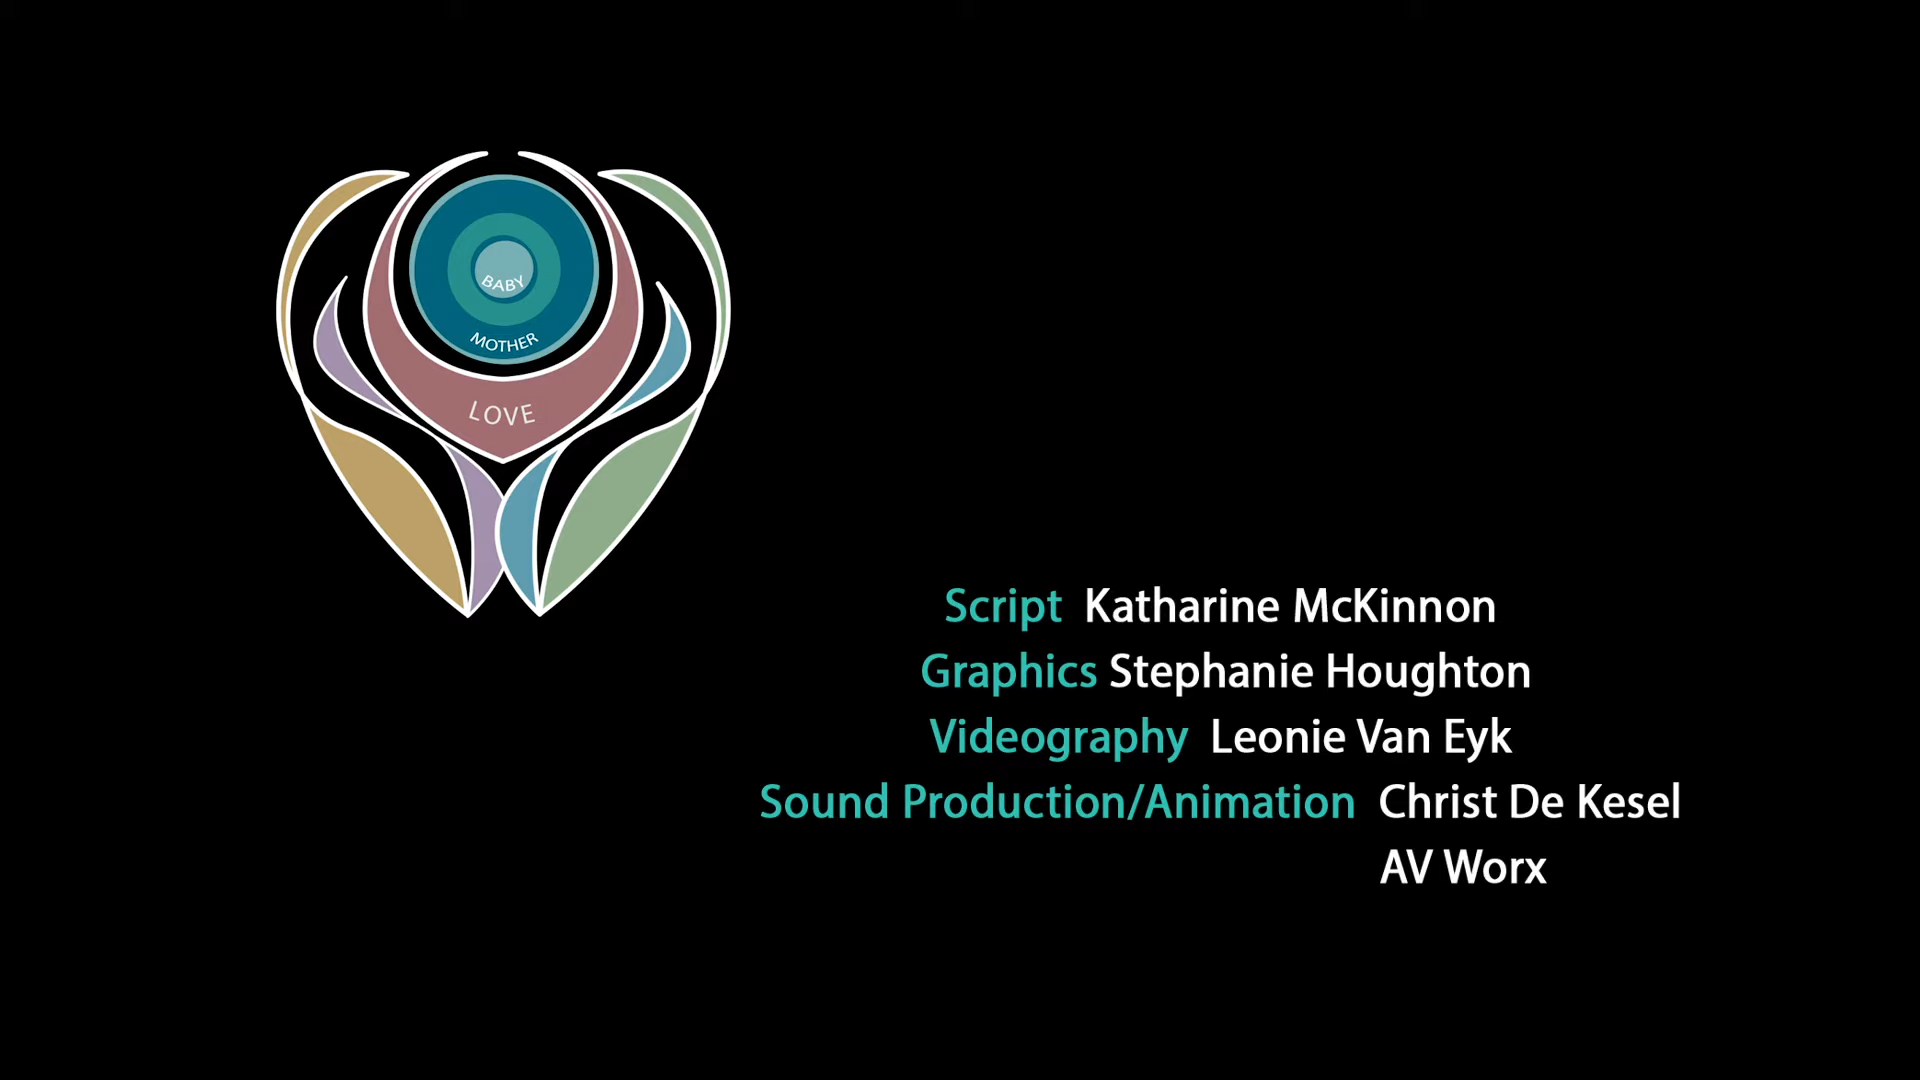 BABY
MOTHER
LOVE
Script Katharine McKinnon
Graphics Stephanie Houghton
Videography Leonie Van Eyk
Sound Production/Animation Christ De Kesel
AV Worx